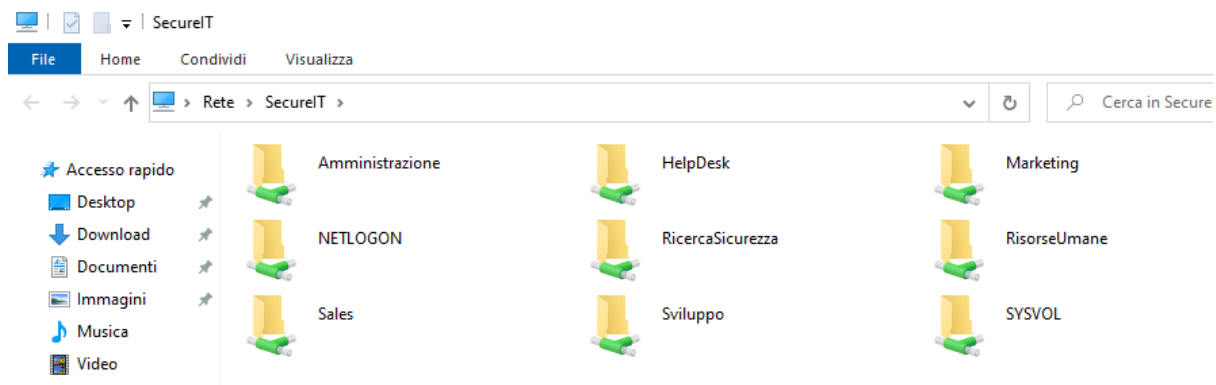 SecureIT
File Home Condividi Visualizza
Rete > SecureIT > Cerca in Secure
Accesso rapido
Desktop
Download
Documenti
Immagini
Musica
Video
Amministrazione HelpDesk Marketing
NETLOGON RicercaSicurezza RisorseUmane
Sales Sviluppo SYSVOL